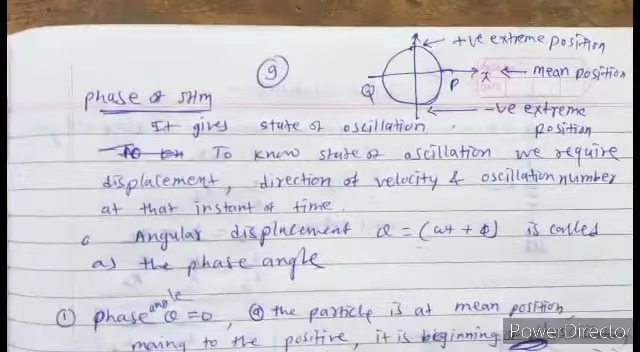 9
+ve extreme position
x ← mean position
Q
P
-ve extreme position
phase of SHM
It gives state of oscillation.
To know state of oscillation we require
displacement, direction of velocity & oscillation number
at that instant of time.
Angular displacement θ = (ωt + φ) is called
as the phase angle
① phase angle θ = 0, the particle is at mean position,
moving to the positive, it is beginning
PowerDirecto